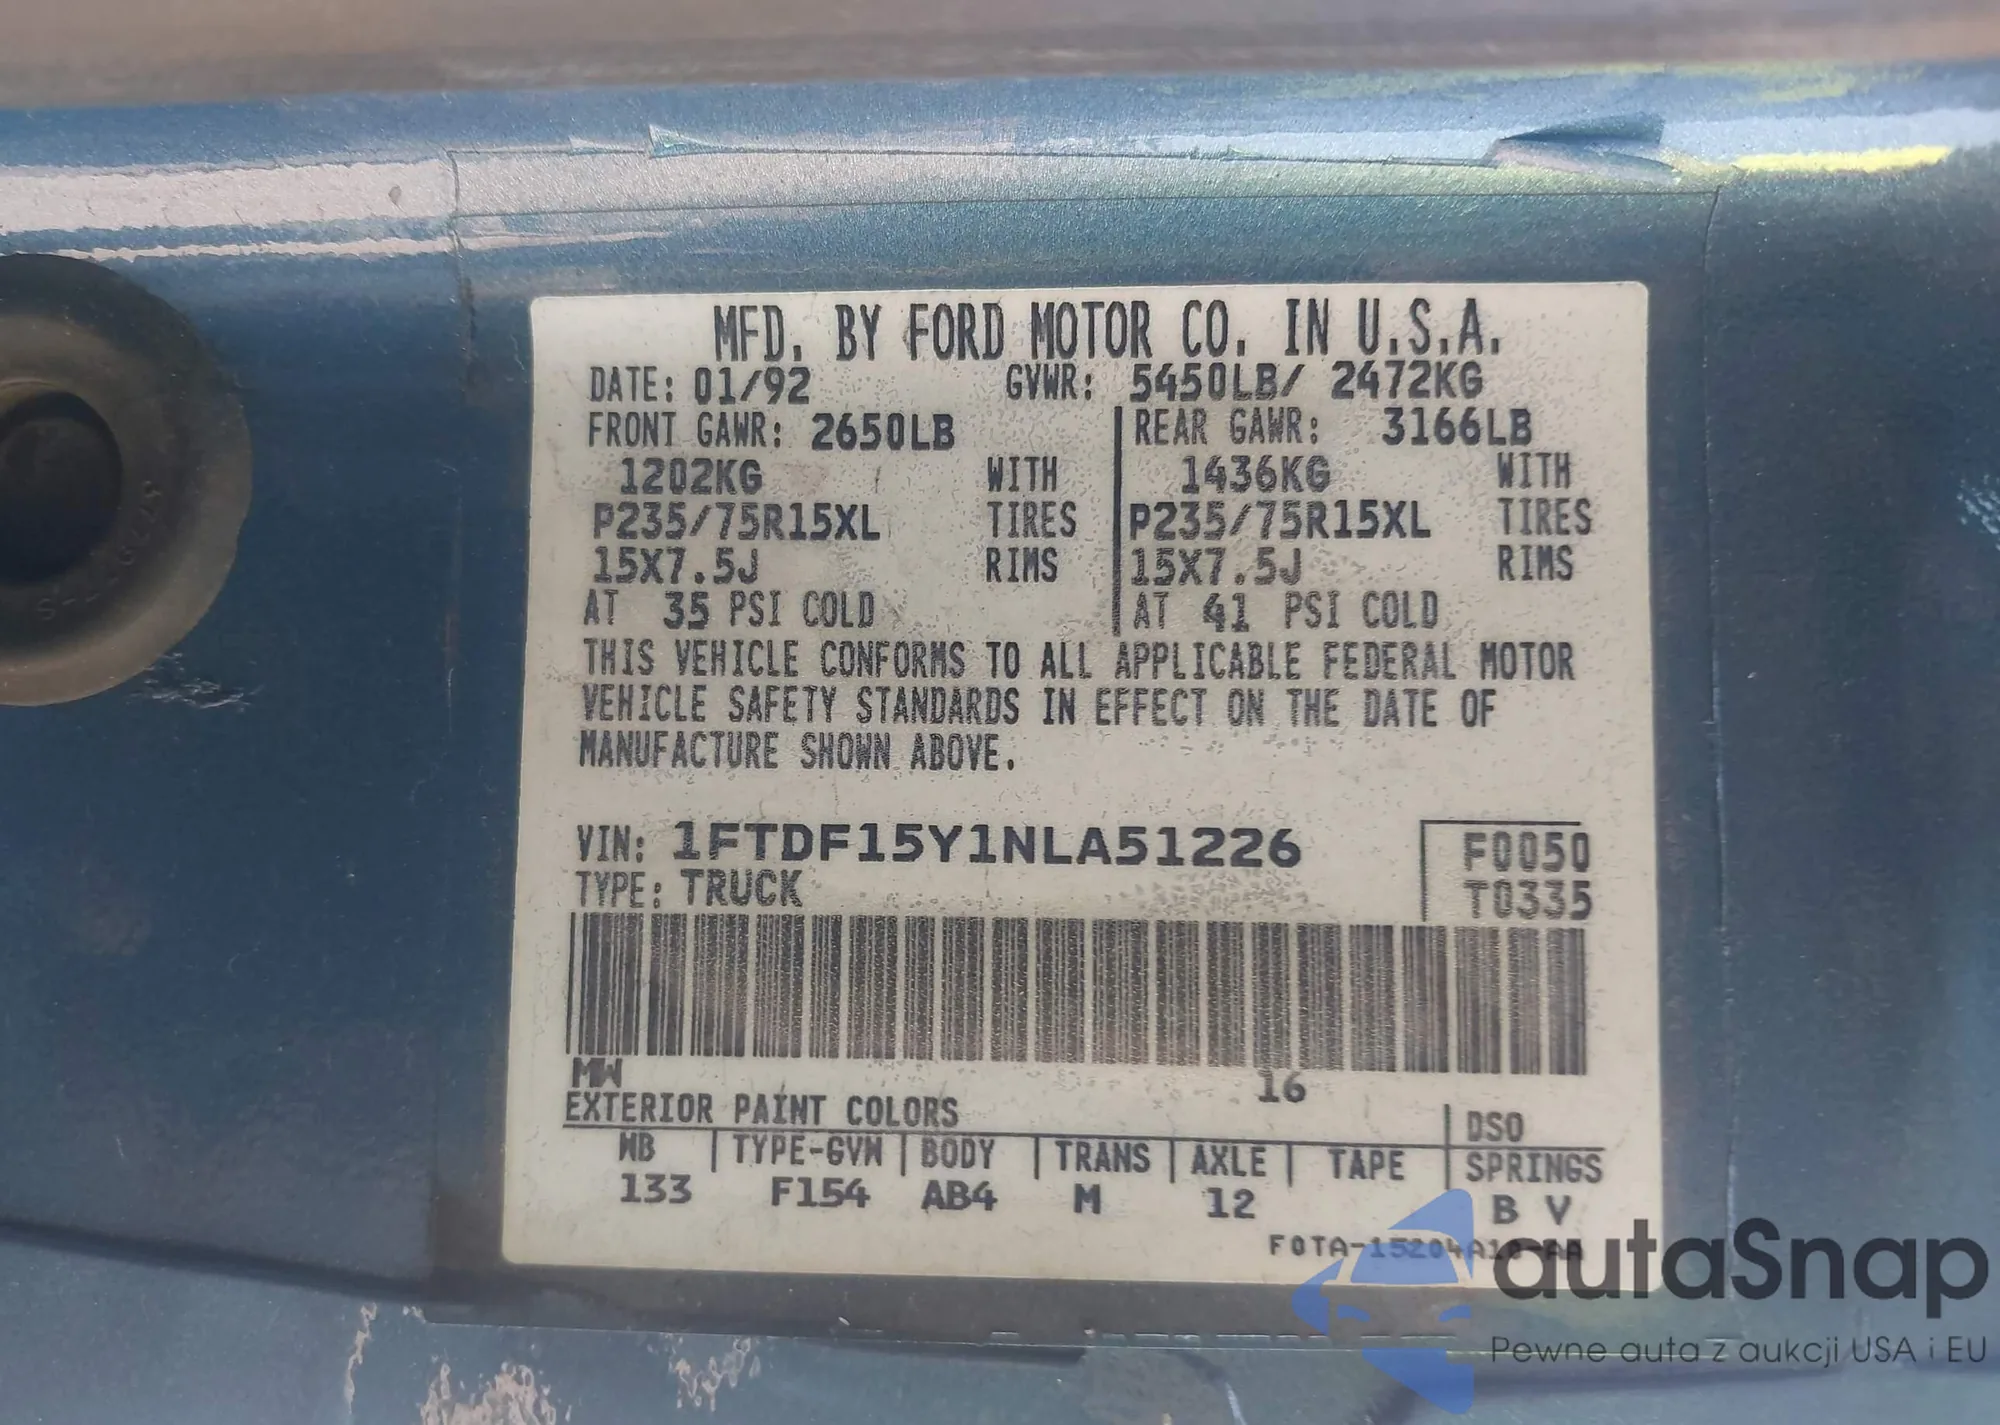 MFD. BY FORD MOTOR CO. IN U.S.A.
DATE: 01/92 GVWR: 5450LB/ 2472KG
FRONT GAWR: 2650LB REAR GAWR: 3166LB
1202KG WITH 1436KG WITH
P235/75R15XL TIRES P235/75R15XL TIRES
15X7.5J RIMS 15X7.5J RIMS
AT 35 PSI COLD AT 41 PSI COLD
THIS VEHICLE CONFORMS TO ALL APPLICABLE FEDERAL MOTOR
VEHICLE SAFETY STANDARDS IN EFFECT ON THE DATE OF
MANUFACTURE SHOWN ABOVE.
VIN: 1FTDF15Y1NLA51226 F0050
TYPE: TRUCK T0335
MW 16
EXTERIOR PAINT COLORS DSO
WB TYPE-GVW BODY TRANS AXLE TAPE SPRINGS
133 F154 AB4 M 12 B V
F0TA-15204A10-AA
autaSnap
Pewne auta z aukcji USA i EU